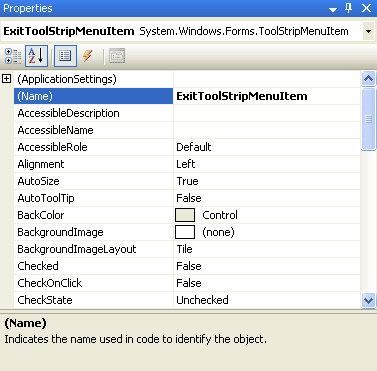 Properties
ExitToolStripMenuItem System.Windows.Forms.ToolStripMenuItem
(ApplicationSettings)
(Name) ExitToolStripMenuItem
AccessibleDescription
AccessibleName
AccessibleRole Default
Alignment Left
AutoSize True
AutoToolTip False
BackColor Control
BackgroundImage (none)
BackgroundImageLayout Tile
Checked False
CheckOnClick False
CheckState Unchecked
(Name)
Indicates the name used in code to identify the object.